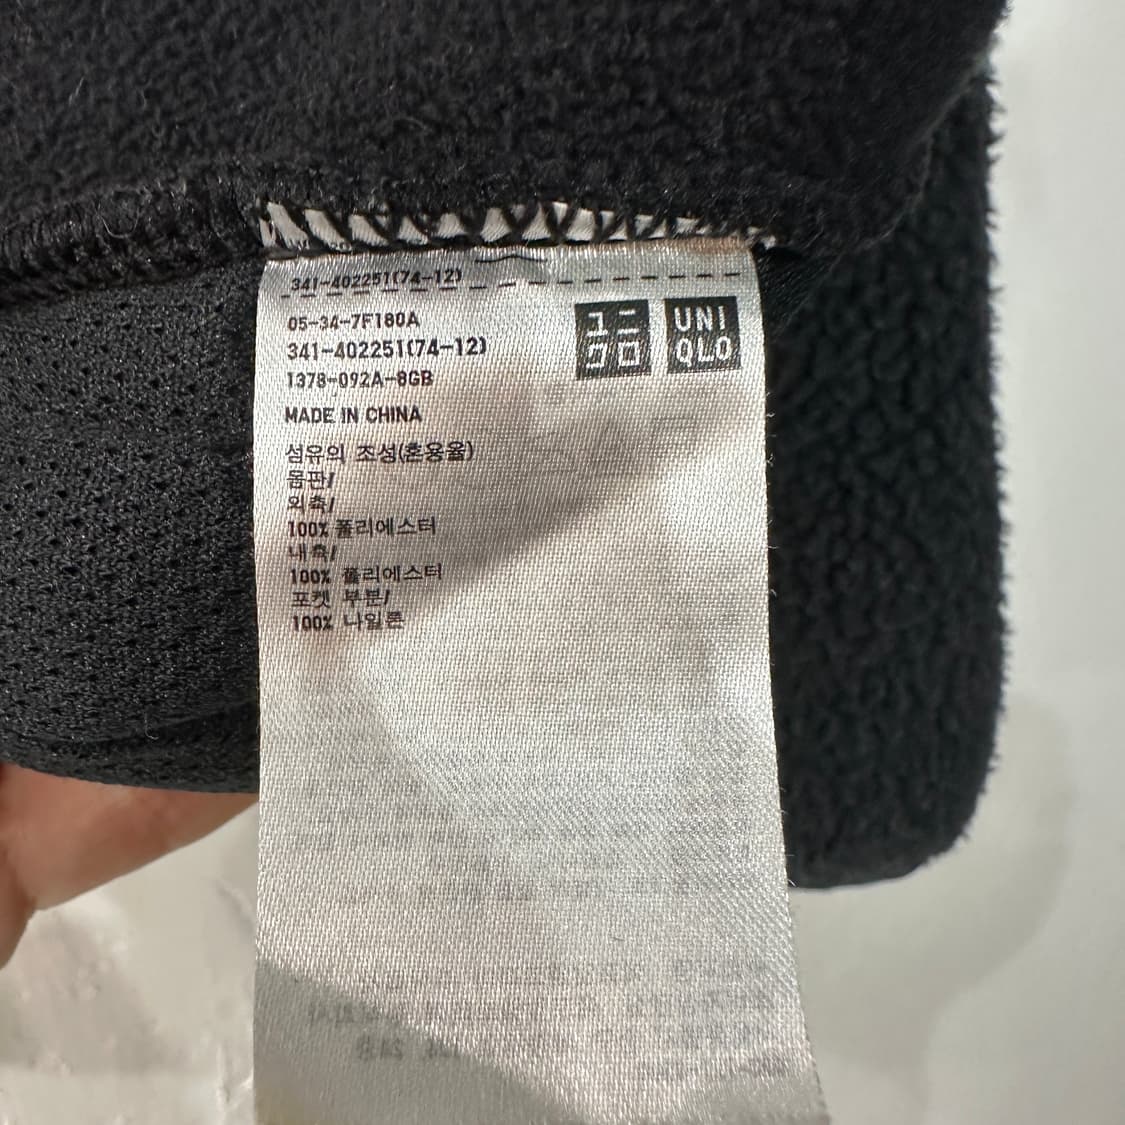 341-402251(74-12)
05-34-7F180A
341-402251(74-12)
1378-092A-8GB
MADE IN CHINA
ユニ
クロ
UNI
QLO
섬유의 조성(혼용율)
몸판/
외측/
100% 폴리에스터
내측/
100% 폴리에스터
포켓 부분/
100% 나일론